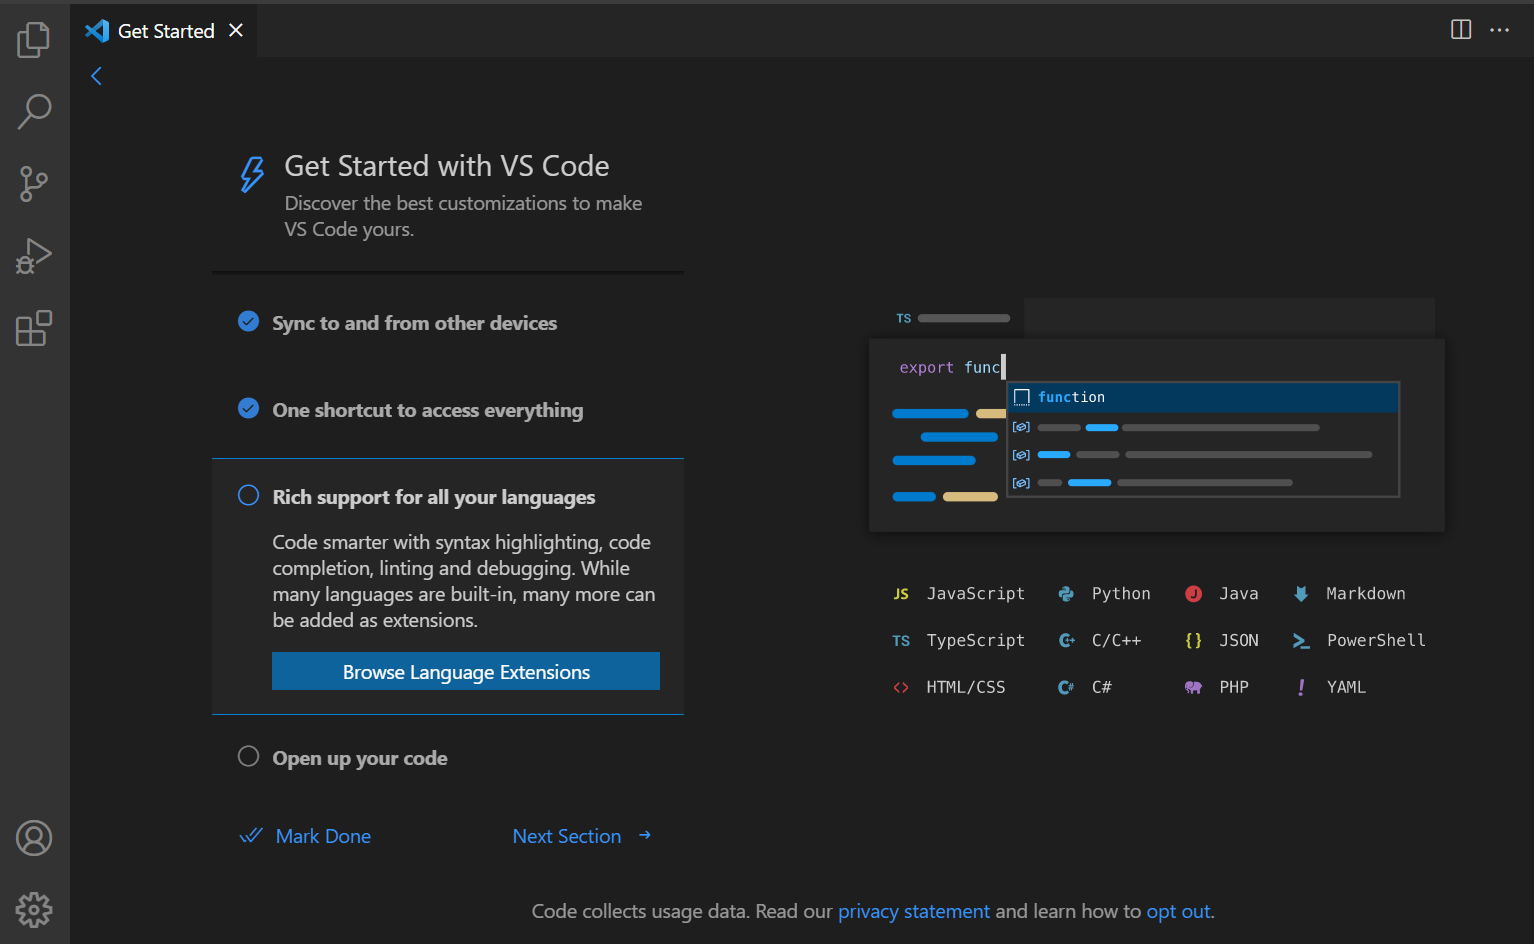 Get Started
Get Started with VS Code
Discover the best customizations to make
VS Code yours.
Sync to and from other devices
One shortcut to access everything
Rich support for all your languages
Code smarter with syntax highlighting, code
completion, linting and debugging. While
many languages are built-in, many more can
be added as extensions.
Browse Language Extensions
Open up your code
Mark Done
Next Section
TS
export func
function
JS JavaScript Python J Java Markdown
TS TypeScript C/C++ {} JSON PowerShell
<> HTML/CSS C# C# PHP ! YAML
Code collects usage data. Read our privacy statement and learn how to opt out.